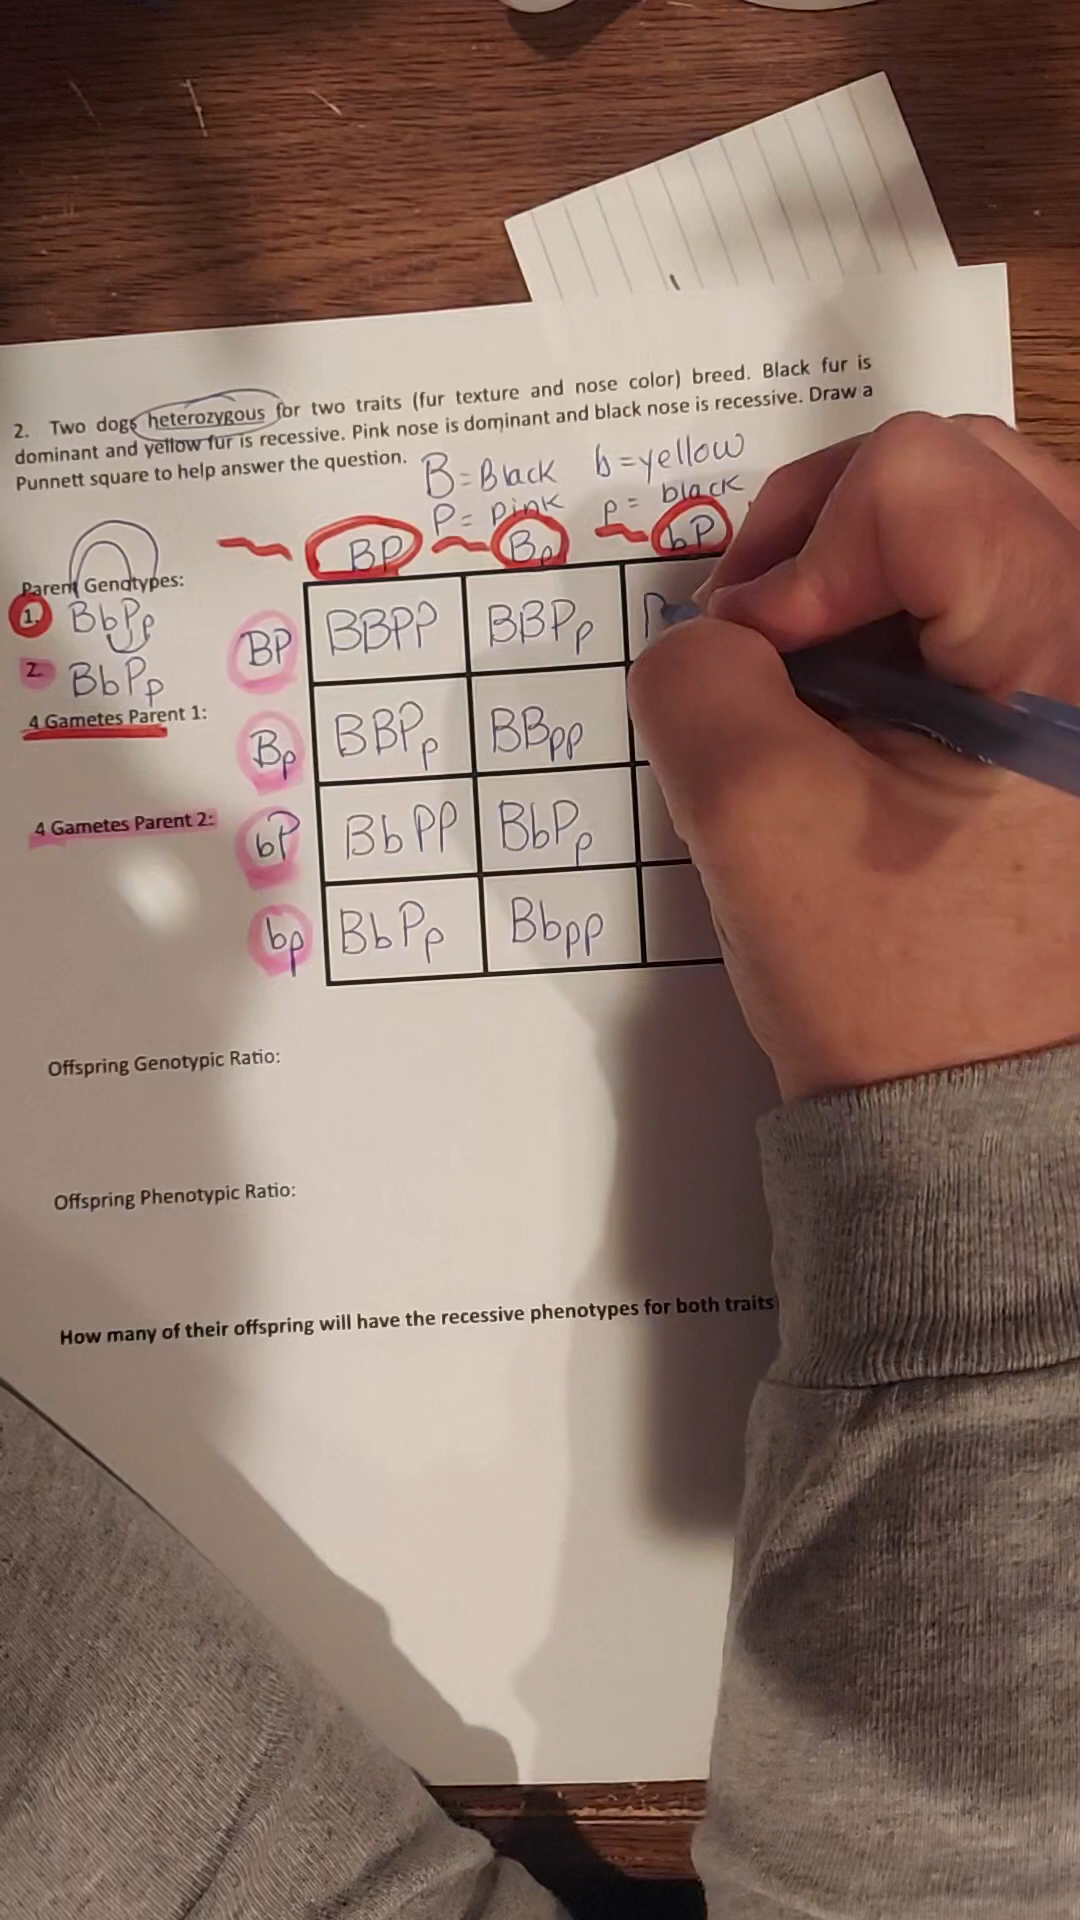 2. Two dogs heterozygous for two traits (fur texture and nose color) breed. Black fur is
dominant and yellow fur is recessive. Pink nose is dominant and black nose is recessive. Draw a
Punnett square to help answer the question.
B=Black b=yellow
P= pink p= black
BP Bp bP
Parent Genotypes:
1. BbPp
2. BbPp
4 Gametes Parent 1:
4 Gametes Parent 2:
BP BBPP BBPp
Bp BBPp BBpp
bP BbPP BbPp
bp BbPp Bbpp
Offspring Genotypic Ratio:
Offspring Phenotypic Ratio:
How many of their offspring will have the recessive phenotypes for both traits